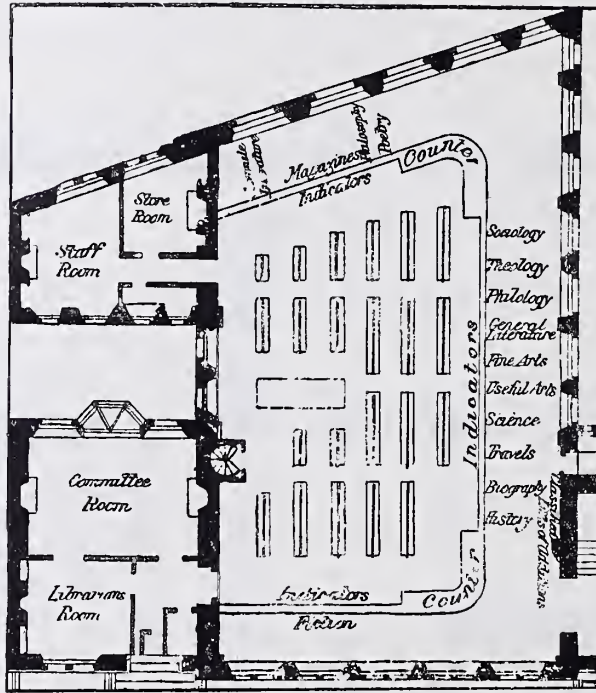 Store
Room
Staff
Room
Magazines
Indicators
Philosophy
Poetry
Counter
Sociology
Theology
Philology
General
Literature
Fine Arts
Useful Arts
Science
Travels
Biography
History
Indicators
Committee
Room
Librarians
Room
Indicators
Fiction
Counter
Classified